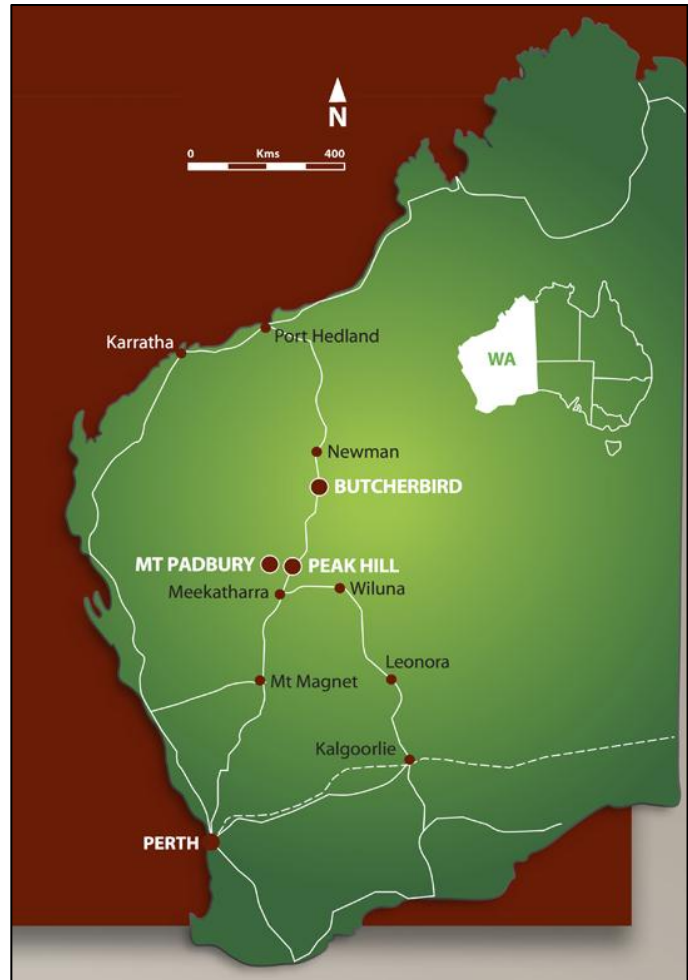 N
0 Kms 400
Karratha
Port Hedland
WA
Newman
BUTCHERBIRD
MT PADBURY
PEAK HILL
Meekatharra
Wiluna
Leonora
Mt Magnet
Kalgoorlie
PERTH